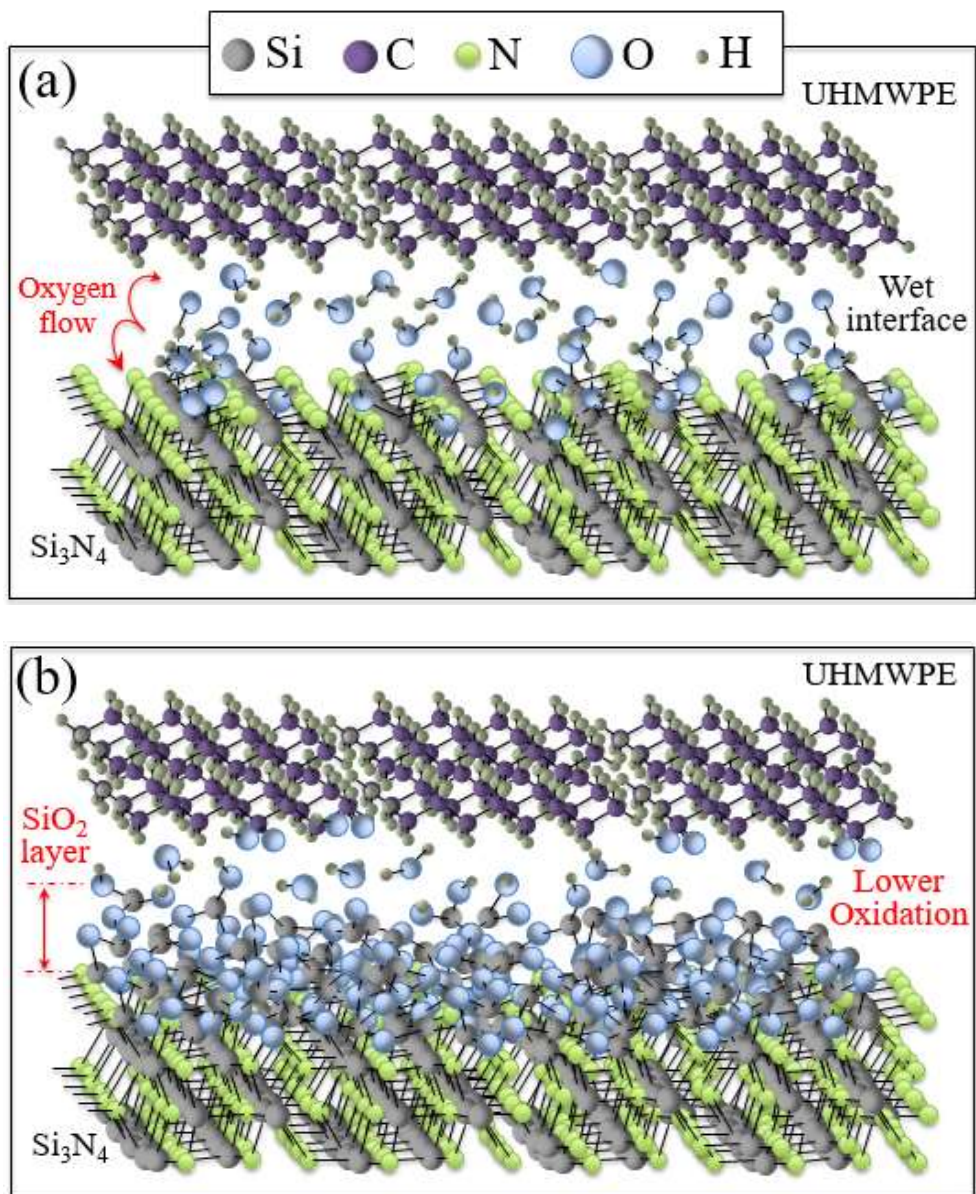 Si C N O H
(a)
UHMWPE
Oxygen
flow
Wet
interface
Si₃N₄
(b)
UHMWPE
SiO₂
layer
Lower
Oxidation
Si₃N₄